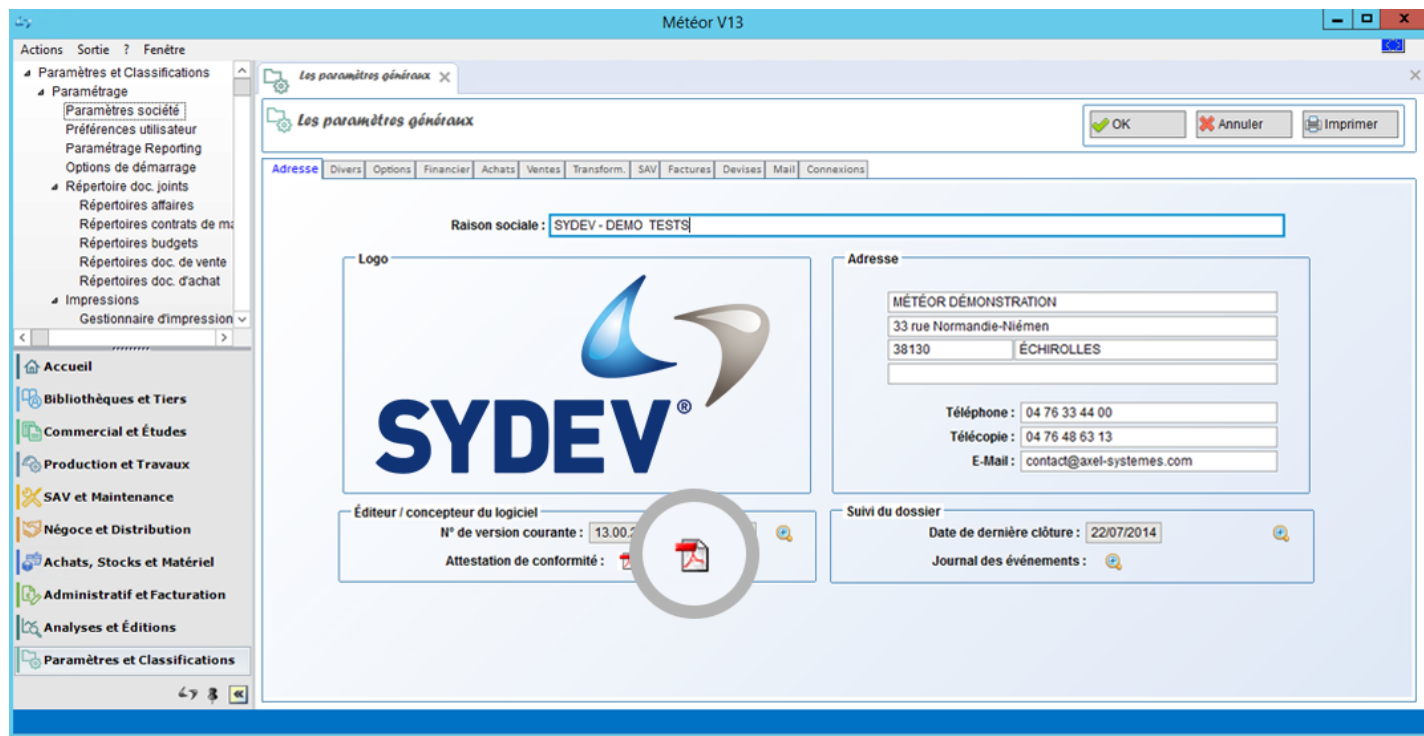 Météor V13
Actions Sortie ? Fenêtre
Paramètres et Classifications
Paramétrage
Paramètres société
Préférences utilisateur
Paramétrage Reporting
Options de démarrage
Répertoire doc. joints
Répertoires affaires
Répertoires contrats de
Répertoires budgets
Répertoires doc. de vente
Répertoires doc. d'achat
Impressions
Gestionnaire d'impression
Accueil
Bibliothèques et Tiers
Commercial et Études
Production et Travaux
SAV et Maintenance
Négoce et Distribution
Achats, Stocks et Matériel
Administratif et Facturation
Analyses et Éditions
Paramètres et Classifications
Les paramètres généraux
Les paramètres généraux
OK Annuler Imprimer
Adresse Divers Options Financier Achats Ventes Transform. SAV Factures Devises Mail Connexions
Raison sociale : SYDEV - DEMO TESTS
Logo
SYDEV®
Adresse
MÉTÉOR DÉMONSTRATION
33 rue Normandie-Niémen
38130 ÉCHIROLLES
Téléphone : 04 76 33 44 00
Télécopie : 04 76 48 63 13
E-Mail : contact@axel-systemes.com
Éditeur / concepteur du logiciel
N° de version courante : 13.00.
Attestation de conformité :
Suivi du dossier
Date de dernière clôture : 22/07/2014
Journal des événements :